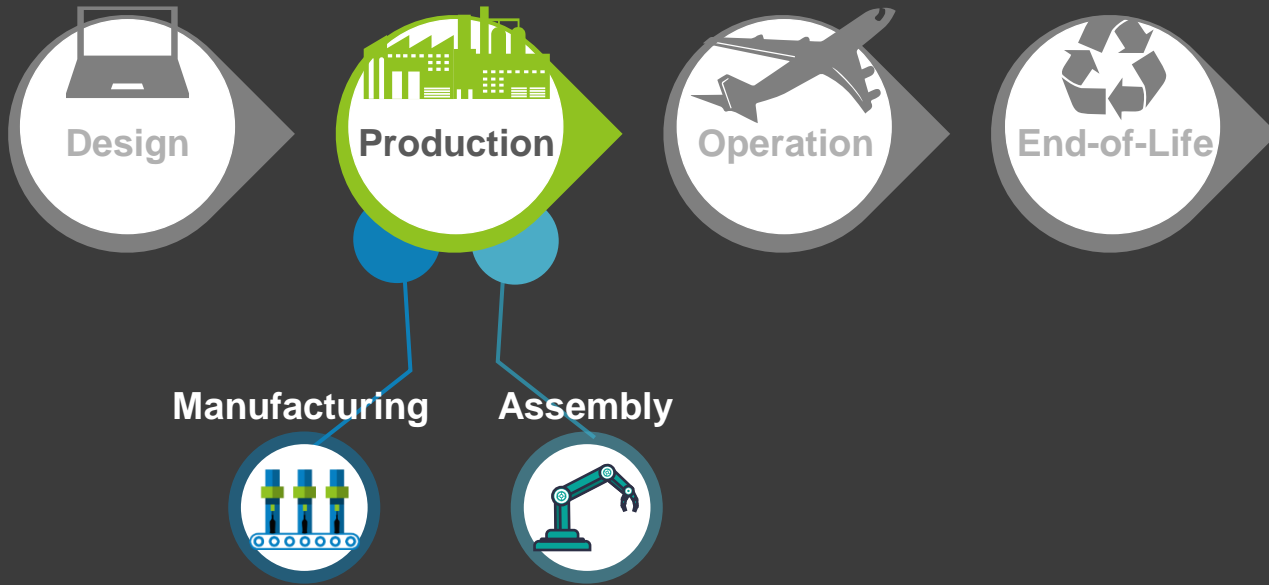 Design
Production
Operation
End-of-Life
Manufacturing
Assembly